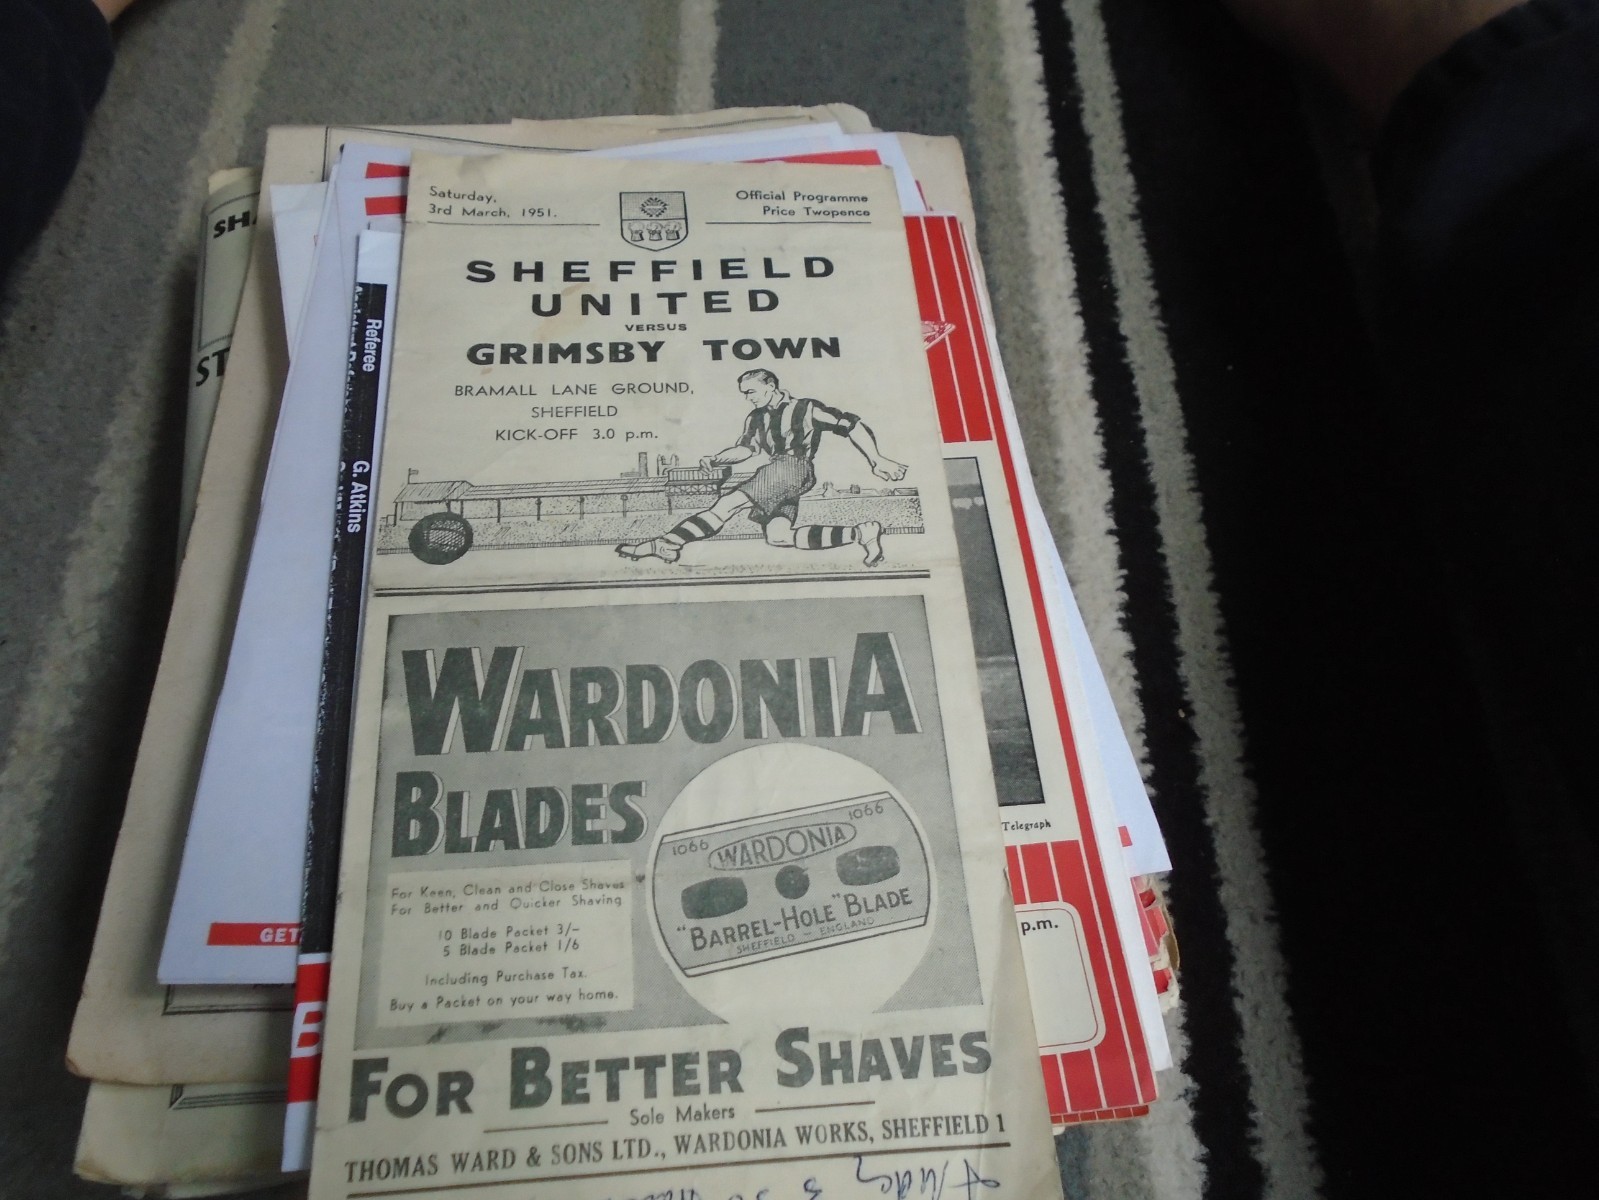 Saturday,
3rd March, 1951.
Official Programme
Price Twopence
SHEFFIELD
UNITED
VERSUS
GRIMSBY TOWN
BRAMALL LANE GROUND,
SHEFFIELD
KICK-OFF 3.0 p.m.
WARDONIA
BLADES
1066 1066
WARDONIA
"BARREL-HOLE" BLADE
SHEFFIELD - ENGLAND
For Keen, Clean and Close Shaves
For Better and Quicker Shaving
10 Blade Packet 3/-
5 Blade Packet 1/6
Including Purchase Tax.
Buy a Packet on your way home.
FOR BETTER SHAVES
Sole Makers
THOMAS WARD & SONS LTD., WARDONIA WORKS, SHEFFIELD 1
Referee
G. Atkins
GET
Telegraph
p.m.